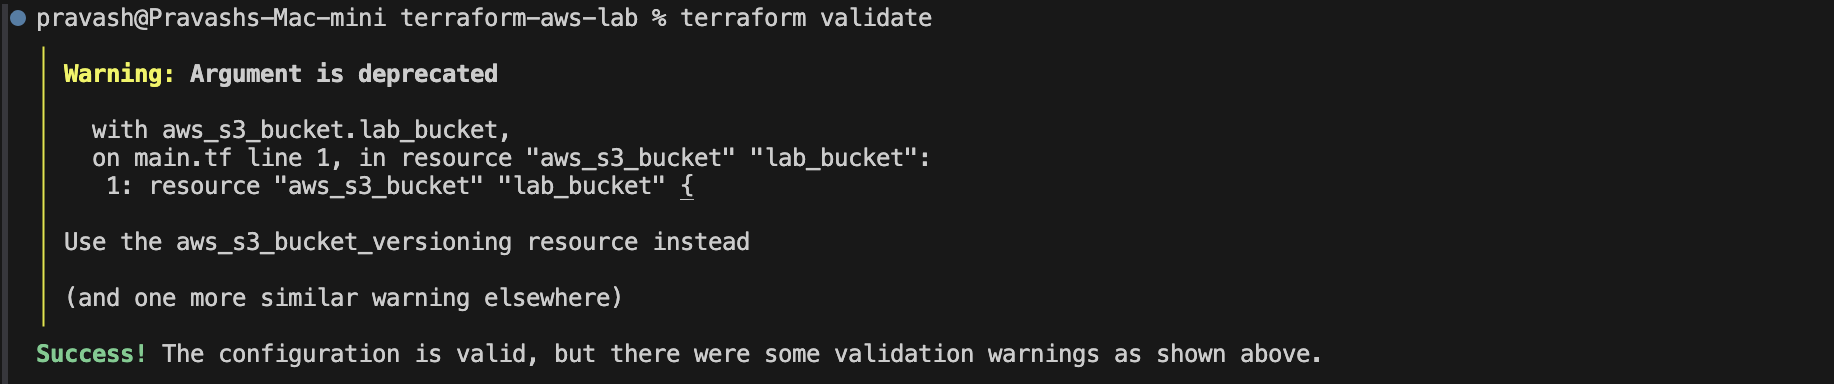 pravash@Pravashs-Mac-mini terraform-aws-lab % terraform validate
Warning: Argument is deprecated
with aws_s3_bucket.lab_bucket,
on main.tf line 1, in resource "aws_s3_bucket" "lab_bucket":
1: resource "aws_s3_bucket" "lab_bucket" {
Use the aws_s3_bucket_versioning resource instead
(and one more similar warning elsewhere)
Success! The configuration is valid, but there were some validation warnings as shown above.